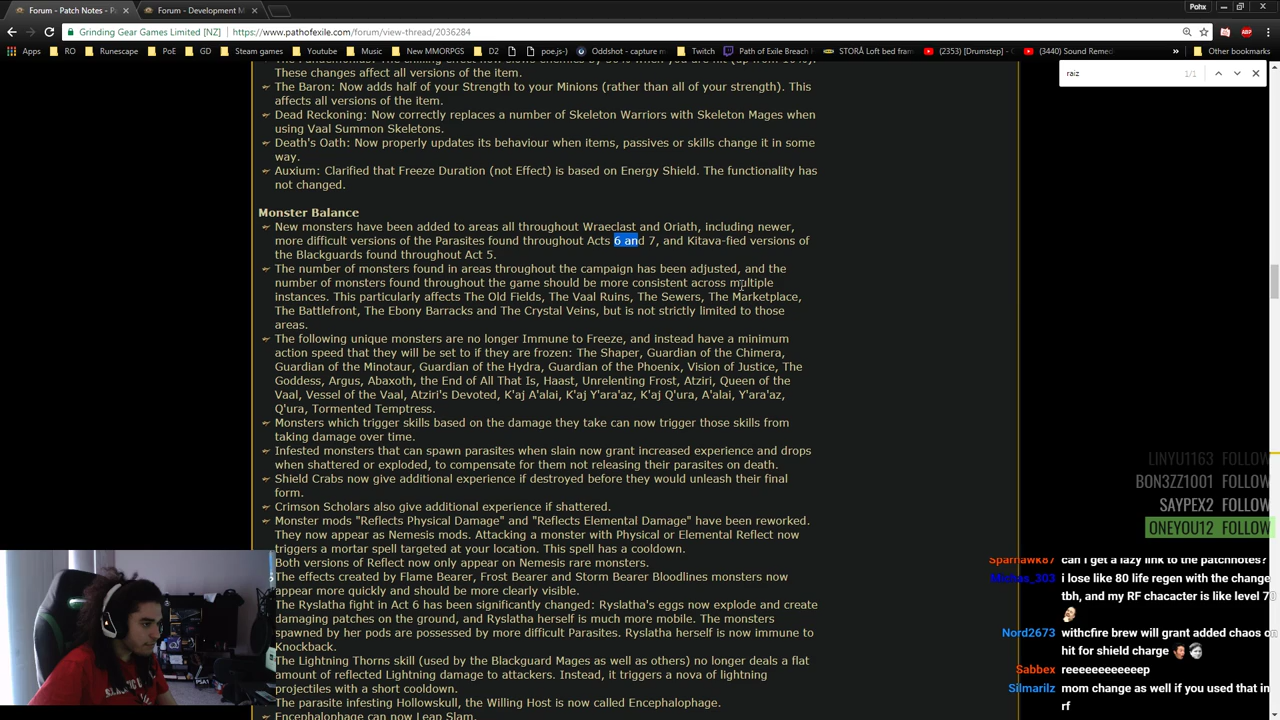 Forum - Patch Notes -
Forum - Development M
Pohx
Grinding Gear Games Limited [NZ]
https://www.pathofexile.com/forum/view-thread/2036284
Apps
RO
Runescape
PoE
GD
Steam games
Youtube
Music
New MMORPGS
D2
poe.js-)
Oddshot - capture m
Twitch
Path of Exile Breach H
STORÅ Loft bed fram
(2353) [Drumstep] — T
(3440) Sound Remed
Other bookmarks
raiz
1/1
These changes affect all versions of the item.
The Baron: Now adds half of your Strength to your Minions (rather than all of your strength). This
affects all versions of the item.
Dead Reckoning: Now correctly replaces a number of Skeleton Warriors with Skeleton Mages when
using Vaal Summon Skeletons.
Death's Oath: Now properly updates its behaviour when items, passives or skills change it in some
way.
Auxium: Clarified that Freeze Duration (not Effect) is based on Energy Shield. The functionality has
not changed.
Monster Balance
New monsters have been added to areas all throughout Wraeclast and Oriath, including newer,
more difficult versions of the Parasites found throughout Acts 6 and 7, and Kitava-fied versions of
the Blackguards found throughout Act 5.
The number of monsters found in areas throughout the campaign has been adjusted, and the
number of monsters found throughout the game should be more consistent across multiple
instances. This particularly affects The Old Fields, The Vaal Ruins, The Sewers, The Marketplace,
The Battlefront, The Ebony Barracks and The Crystal Veins, but is not strictly limited to those
areas.
The following unique monsters are no longer Immune to Freeze, and instead have a minimum
action speed that they will be set to if they are frozen: The Shaper, Guardian of the Chimera,
Guardian of the Minotaur, Guardian of the Hydra, Guardian of the Phoenix, Vision of Justice, The
Goddess, Argus, Abaxoth, the End of All That Is, Haast, Unrelenting Frost, Atziri, Queen of the
Vaal, Vessel of the Vaal, Atziri's Devoted, K'aj A'alai, K'aj Y'ara'az, K'aj Q'ura, A'alai, Y'ara'az,
Q'ura, Tormented Temptress.
Monsters which trigger skills based on the damage they take can now trigger those skills from
taking damage over time.
Infested monsters that can spawn parasites when slain now grant increased experience and drops
when shattered or exploded, to compensate for them not releasing their parasites on death.
Shield Crabs now give additional experience if destroyed before they would unleash their final
form.
Crimson Scholars also give additional experience if shattered.
Monster mods "Reflects Physical Damage" and "Reflects Elemental Damage" have been reworked.
They now appear as Nemesis mods. Attacking a monster with Physical or Elemental Reflect now
triggers a mortar spell targeted at your location. This spell has a cooldown.
Both versions of Reflect now only appear on Nemesis rare monsters.
The effects created by Flame Bearer, Frost Bearer and Storm Bearer Bloodlines monsters now
appear more quickly and should be more clearly visible.
The Ryslatha fight in Act 6 has been significantly changed: Ryslatha's eggs now explode and create
damaging patches on the ground, and Ryslatha herself is much more mobile. The monsters
spawned by her pods are possessed by more difficult Parasites. Ryslatha herself is now immune to
Knockback.
The Lightning Thorns skill (used by the Blackguard Mages as well as others) no longer deals a flat
amount of reflected Lightning damage to attackers. Instead, it triggers a nova of lightning
projectiles with a short cooldown.
The parasite infesting Hollowskull, the Willing Host is now called Encephalophage.
Encephalophage can now Leap Slam.
LINYU1163 FOLLOW
BON3ZZ1001 FOLLOW
SAYPEX2 FOLLOW
ONEYOU12 FOLLOW
Sparhawk87 can I get a lazy link to the patchnotes?
i lose like 80 life regen with the change
tbh, and my RF chacacter is like level 70
Nord2673 withcfire brew will grant added chaos on
hit for shield charge
Sabbex reeeeeeeeeeep
Silmarilz mom change as well if you used that in
rf